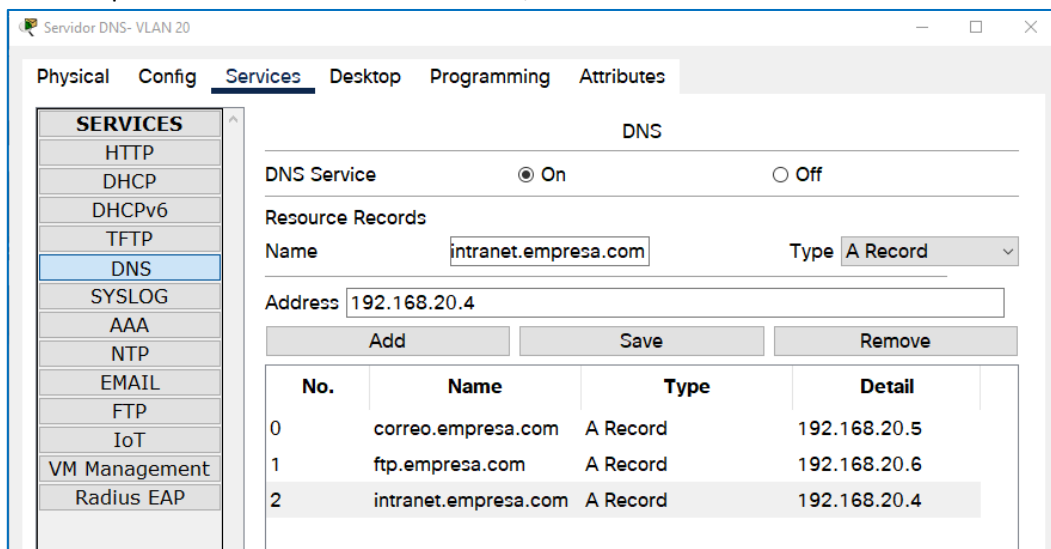 Servidor DNS- VLAN 20
Physical Config Services Desktop Programming Attributes
SERVICES
HTTP
DHCP
DHCPv6
TFTP
DNS
SYSLOG
AAA
NTP
EMAIL
FTP
IoT
VM Management
Radius EAP
DNS
DNS Service On Off
Resource Records
Name intranet.empresa.com Type A Record
Address 192.168.20.4
Add Save Remove
No. Name Type Detail
0 correo.empresa.com A Record 192.168.20.5
1 ftp.empresa.com A Record 192.168.20.6
2 intranet.empresa.com A Record 192.168.20.4